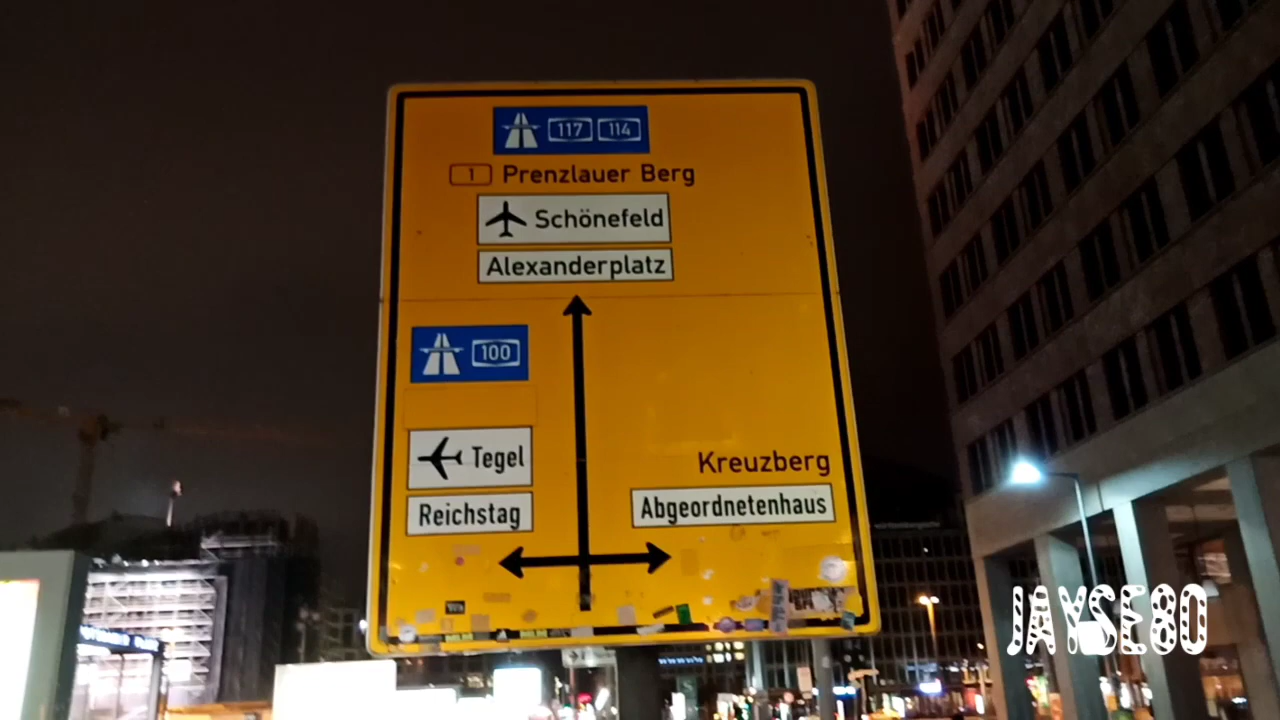 117 114
1 Prenzlauer Berg
Schönefeld
Alexanderplatz
100
Tegel
Reichstag
Kreuzberg
Abgeordnetenhaus
JAYSE80